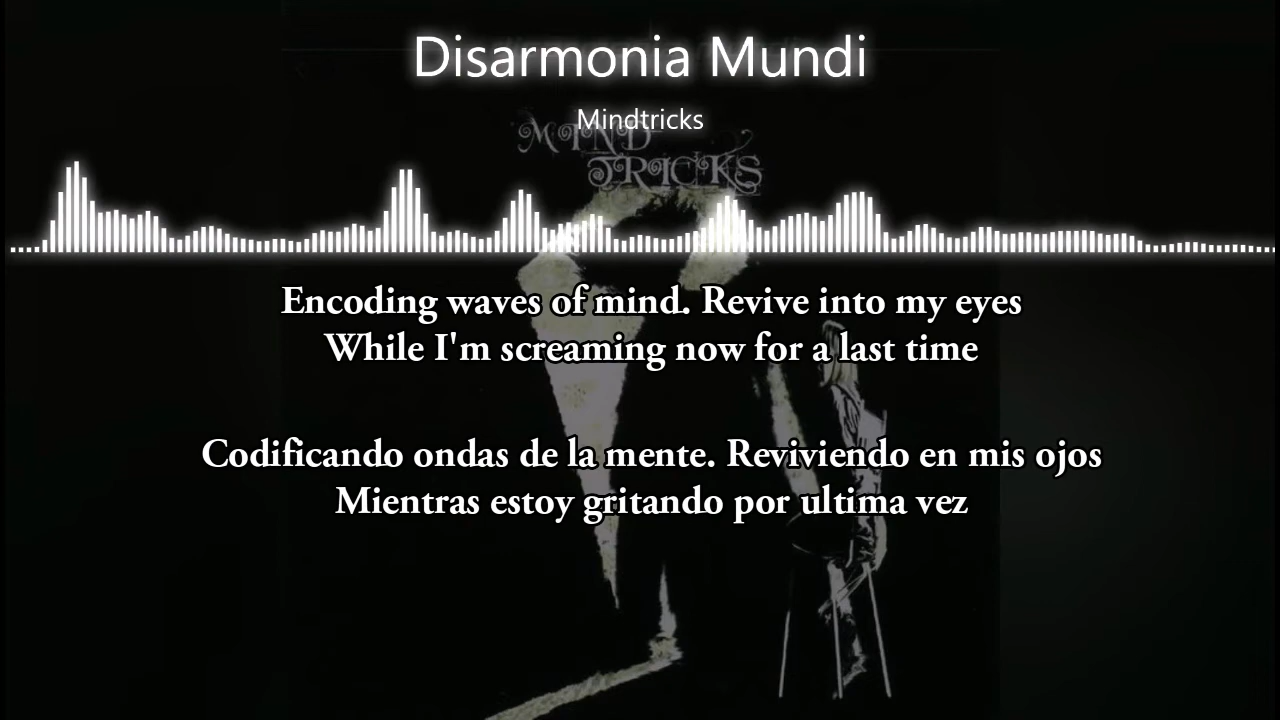 Disarmonia Mundi
Mindtricks
MIND
TRICKS
Encoding waves of mind. Revive into my eyes
While I'm screaming now for a last time
Codificando ondas de la mente. Reviviendo en mis ojos
Mientras estoy gritando por ultima vez